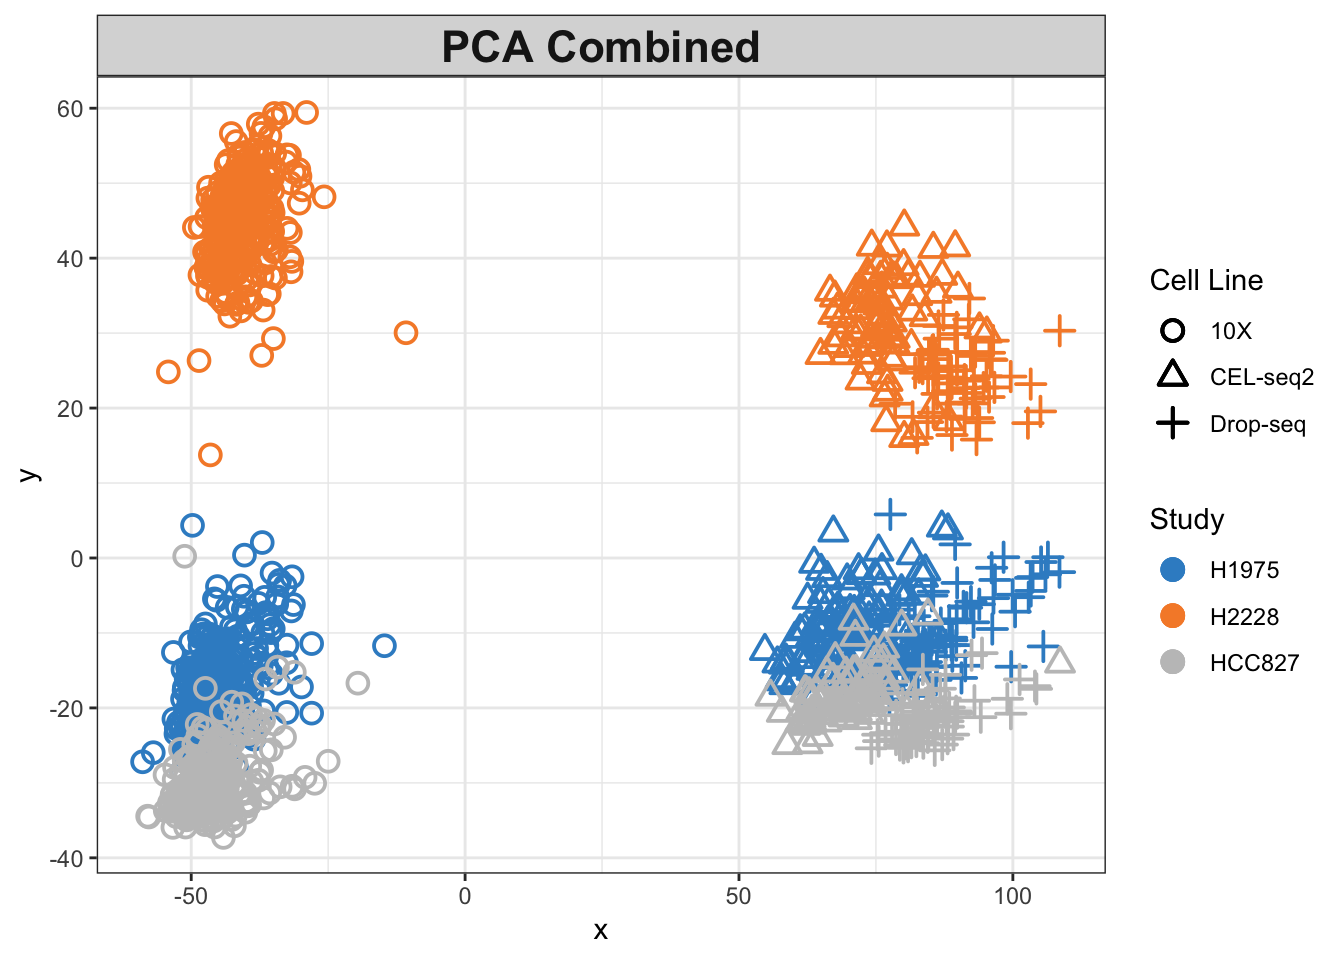 PCA Combined
60
40
20
0
-20
-40
y
-50
0
50
100
x
Cell Line
10X
CEL-seq2
Drop-seq
Study
H1975
H2228
HCC827